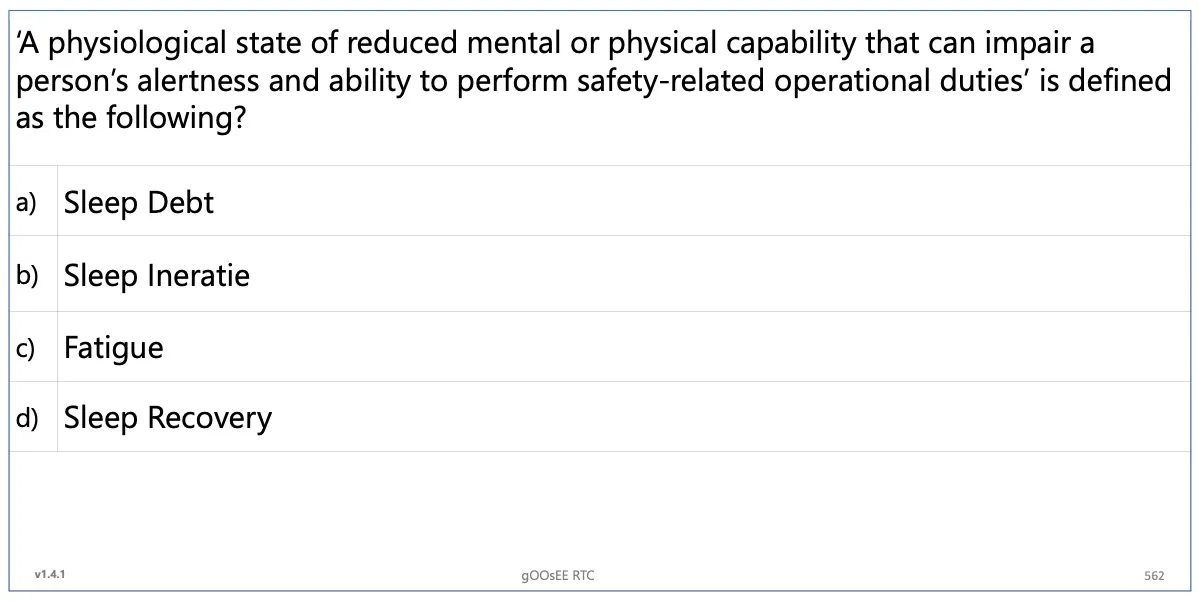 ‘A physiological state of reduced mental or physical capability that can impair a
person’s alertness and ability to perform safety-related operational duties’ is defined
as the following?
a) Sleep Debt
b) Sleep Ineratie
c) Fatigue
d) Sleep Recovery
v1.4.1 gOOsEE RTC 562